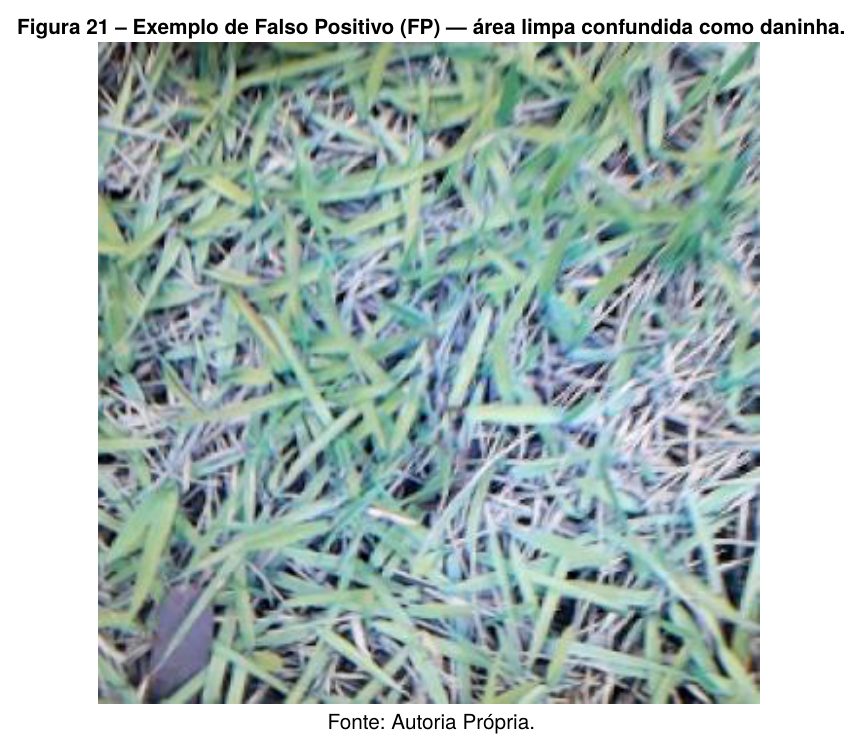 Figura 21 – Exemplo de Falso Positivo (FP) — área limpa confundida como daninha.
Fonte: Autoria Própria.